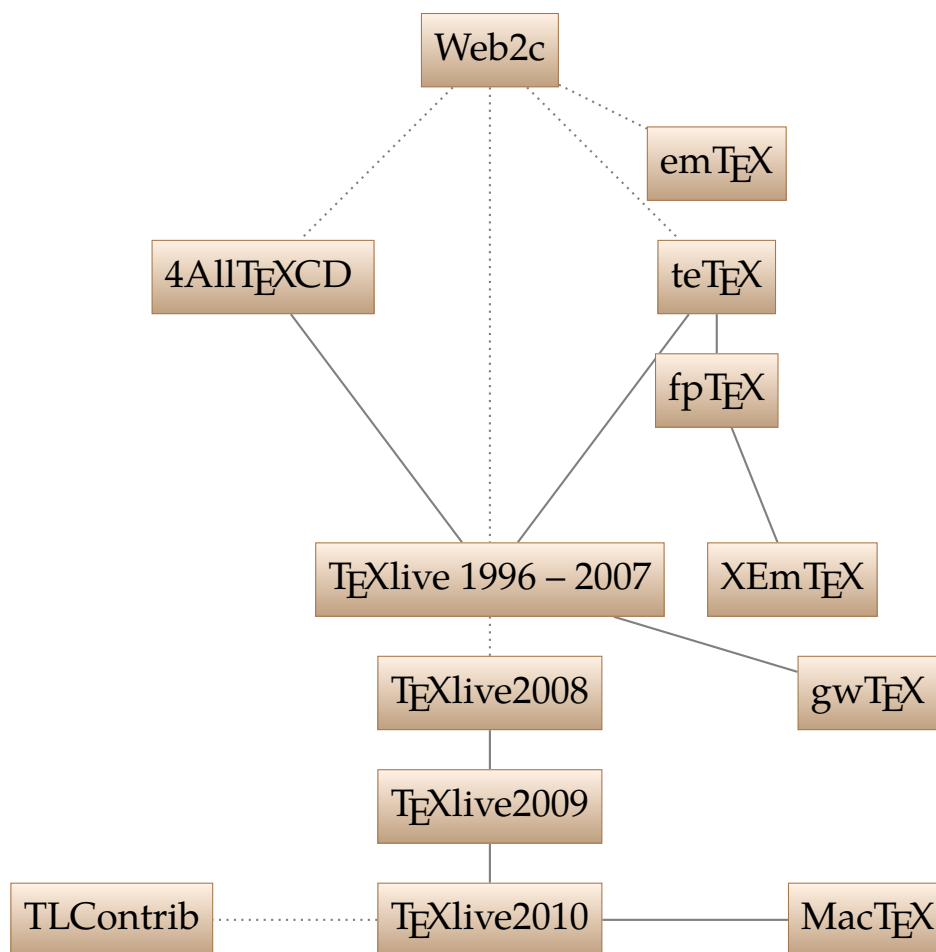 Web2c
emTEX
4AllTEXCD
teTEX
fpTEX
TEXlive 1996 – 2007
XEmTEX
TEXlive2008
gwTEX
TEXlive2009
TLContrib
TEXlive2010
MacTEX